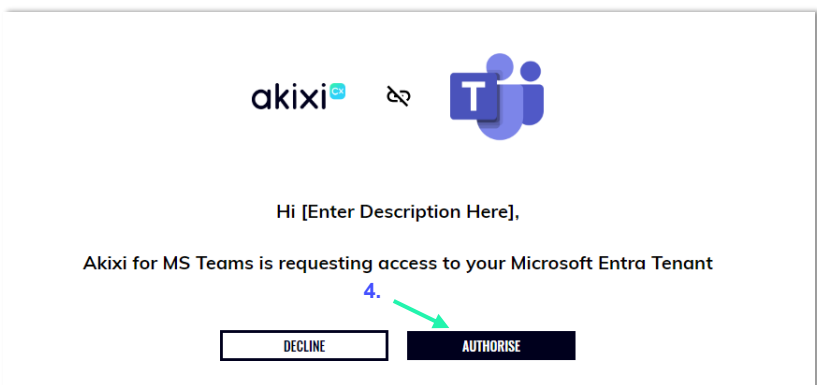 akixi CX
T
Hi [Enter Description Here],
Akixi for MS Teams is requesting access to your Microsoft Entra Tenant
4.
DECLINE AUTHORISE